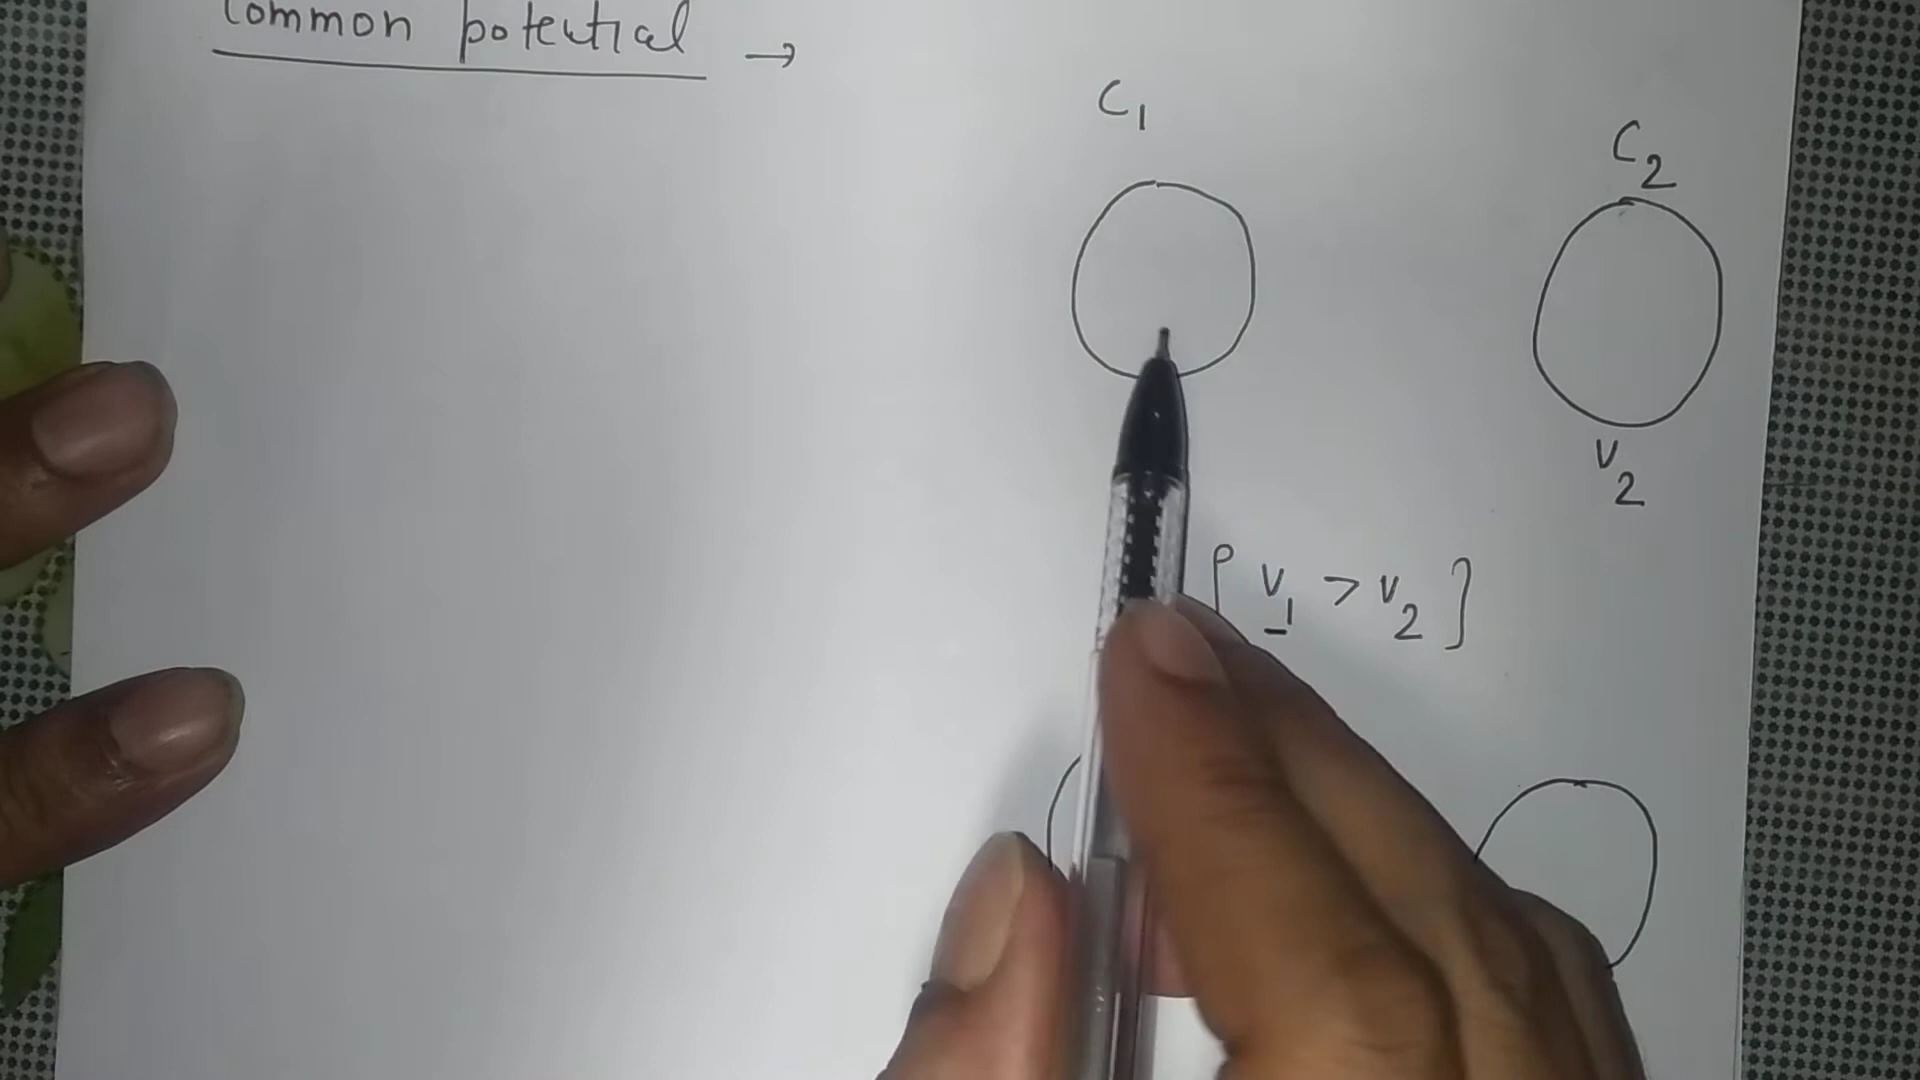 Common potential →
C1
C2
V2
[ V1 > V2 ]